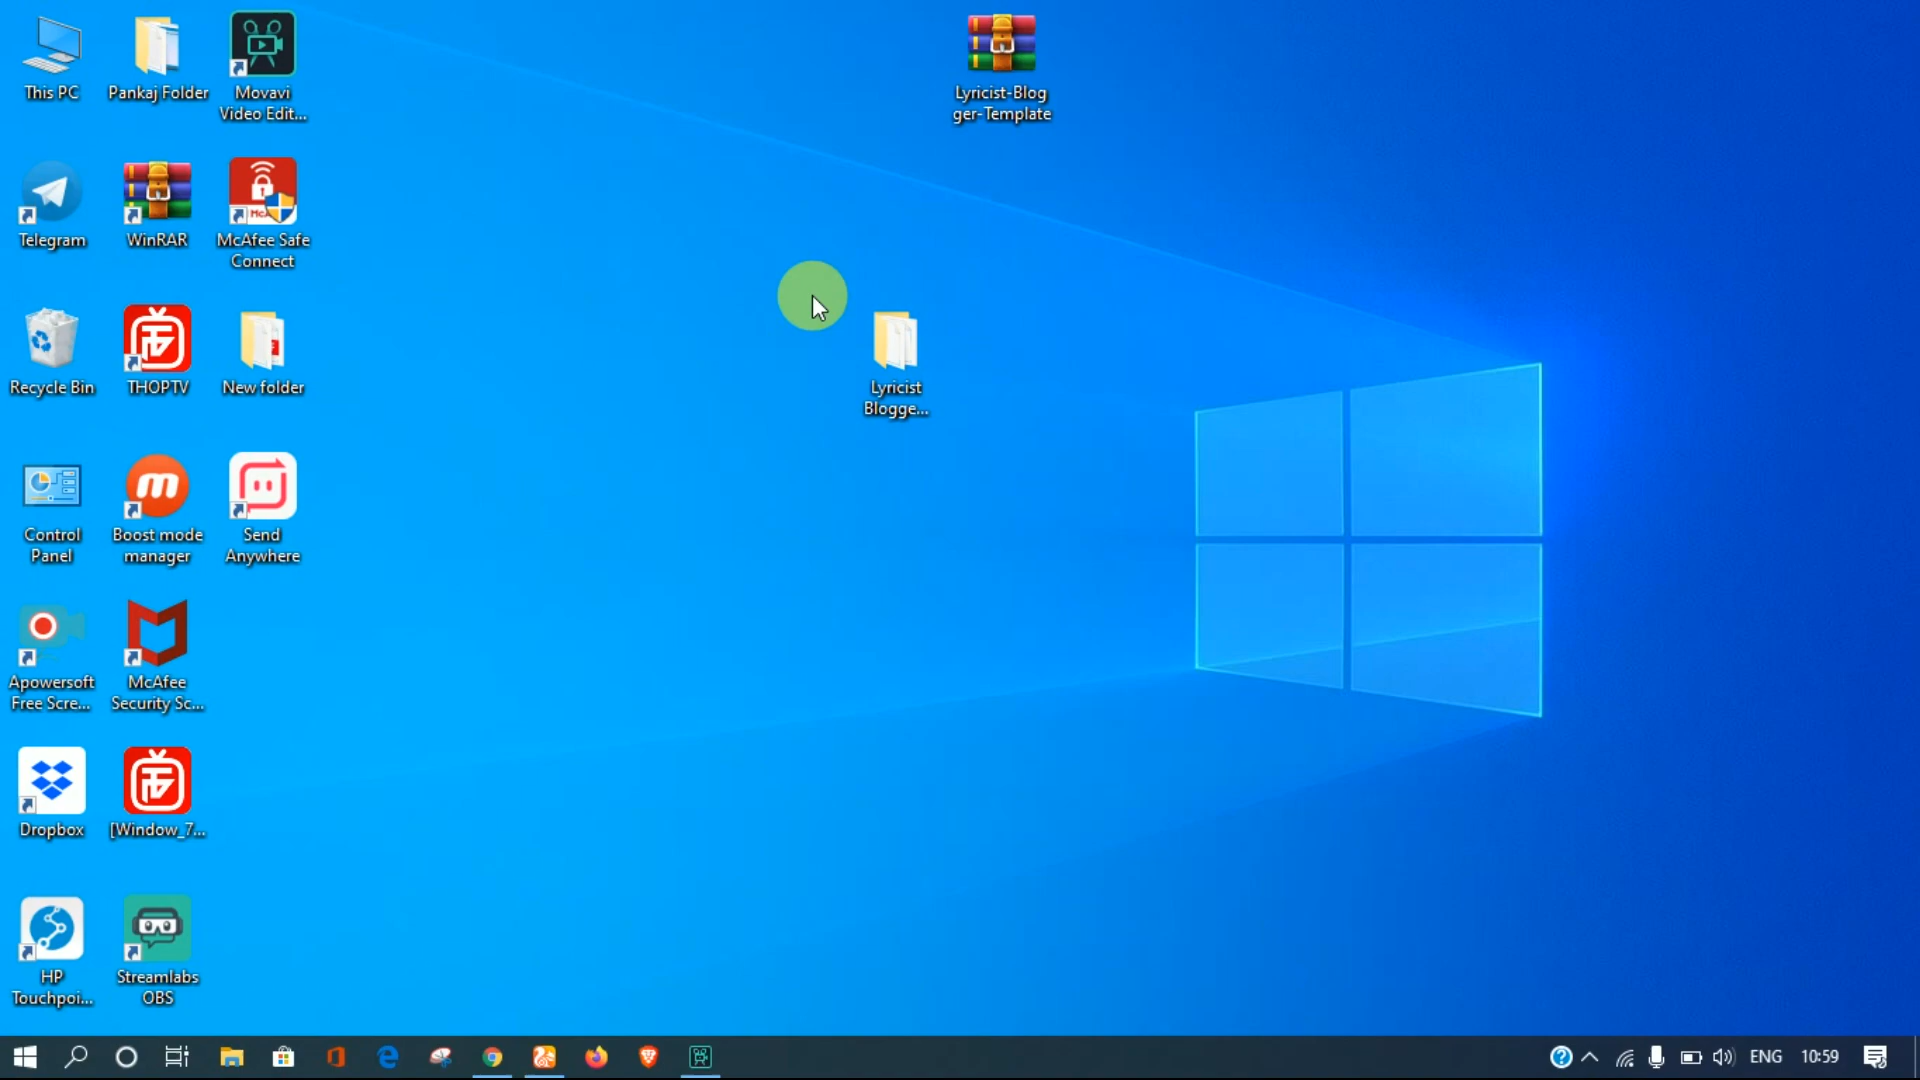 This PC
Pankaj Folder
Movavi
Video Edit...
Lyricist-Blog
ger-Template
Telegram
WinRAR
McAfee Safe
Connect
Recycle Bin
THOPTV
New folder
Lyricist
Blogge...
Control
Panel
Boost mode
manager
Send
Anywhere
Apowersoft
Free Scre...
McAfee
Security Sc...
Dropbox
[Window_7...
HP
Touchpoi...
Streamlabs
OBS
ENG
10:59